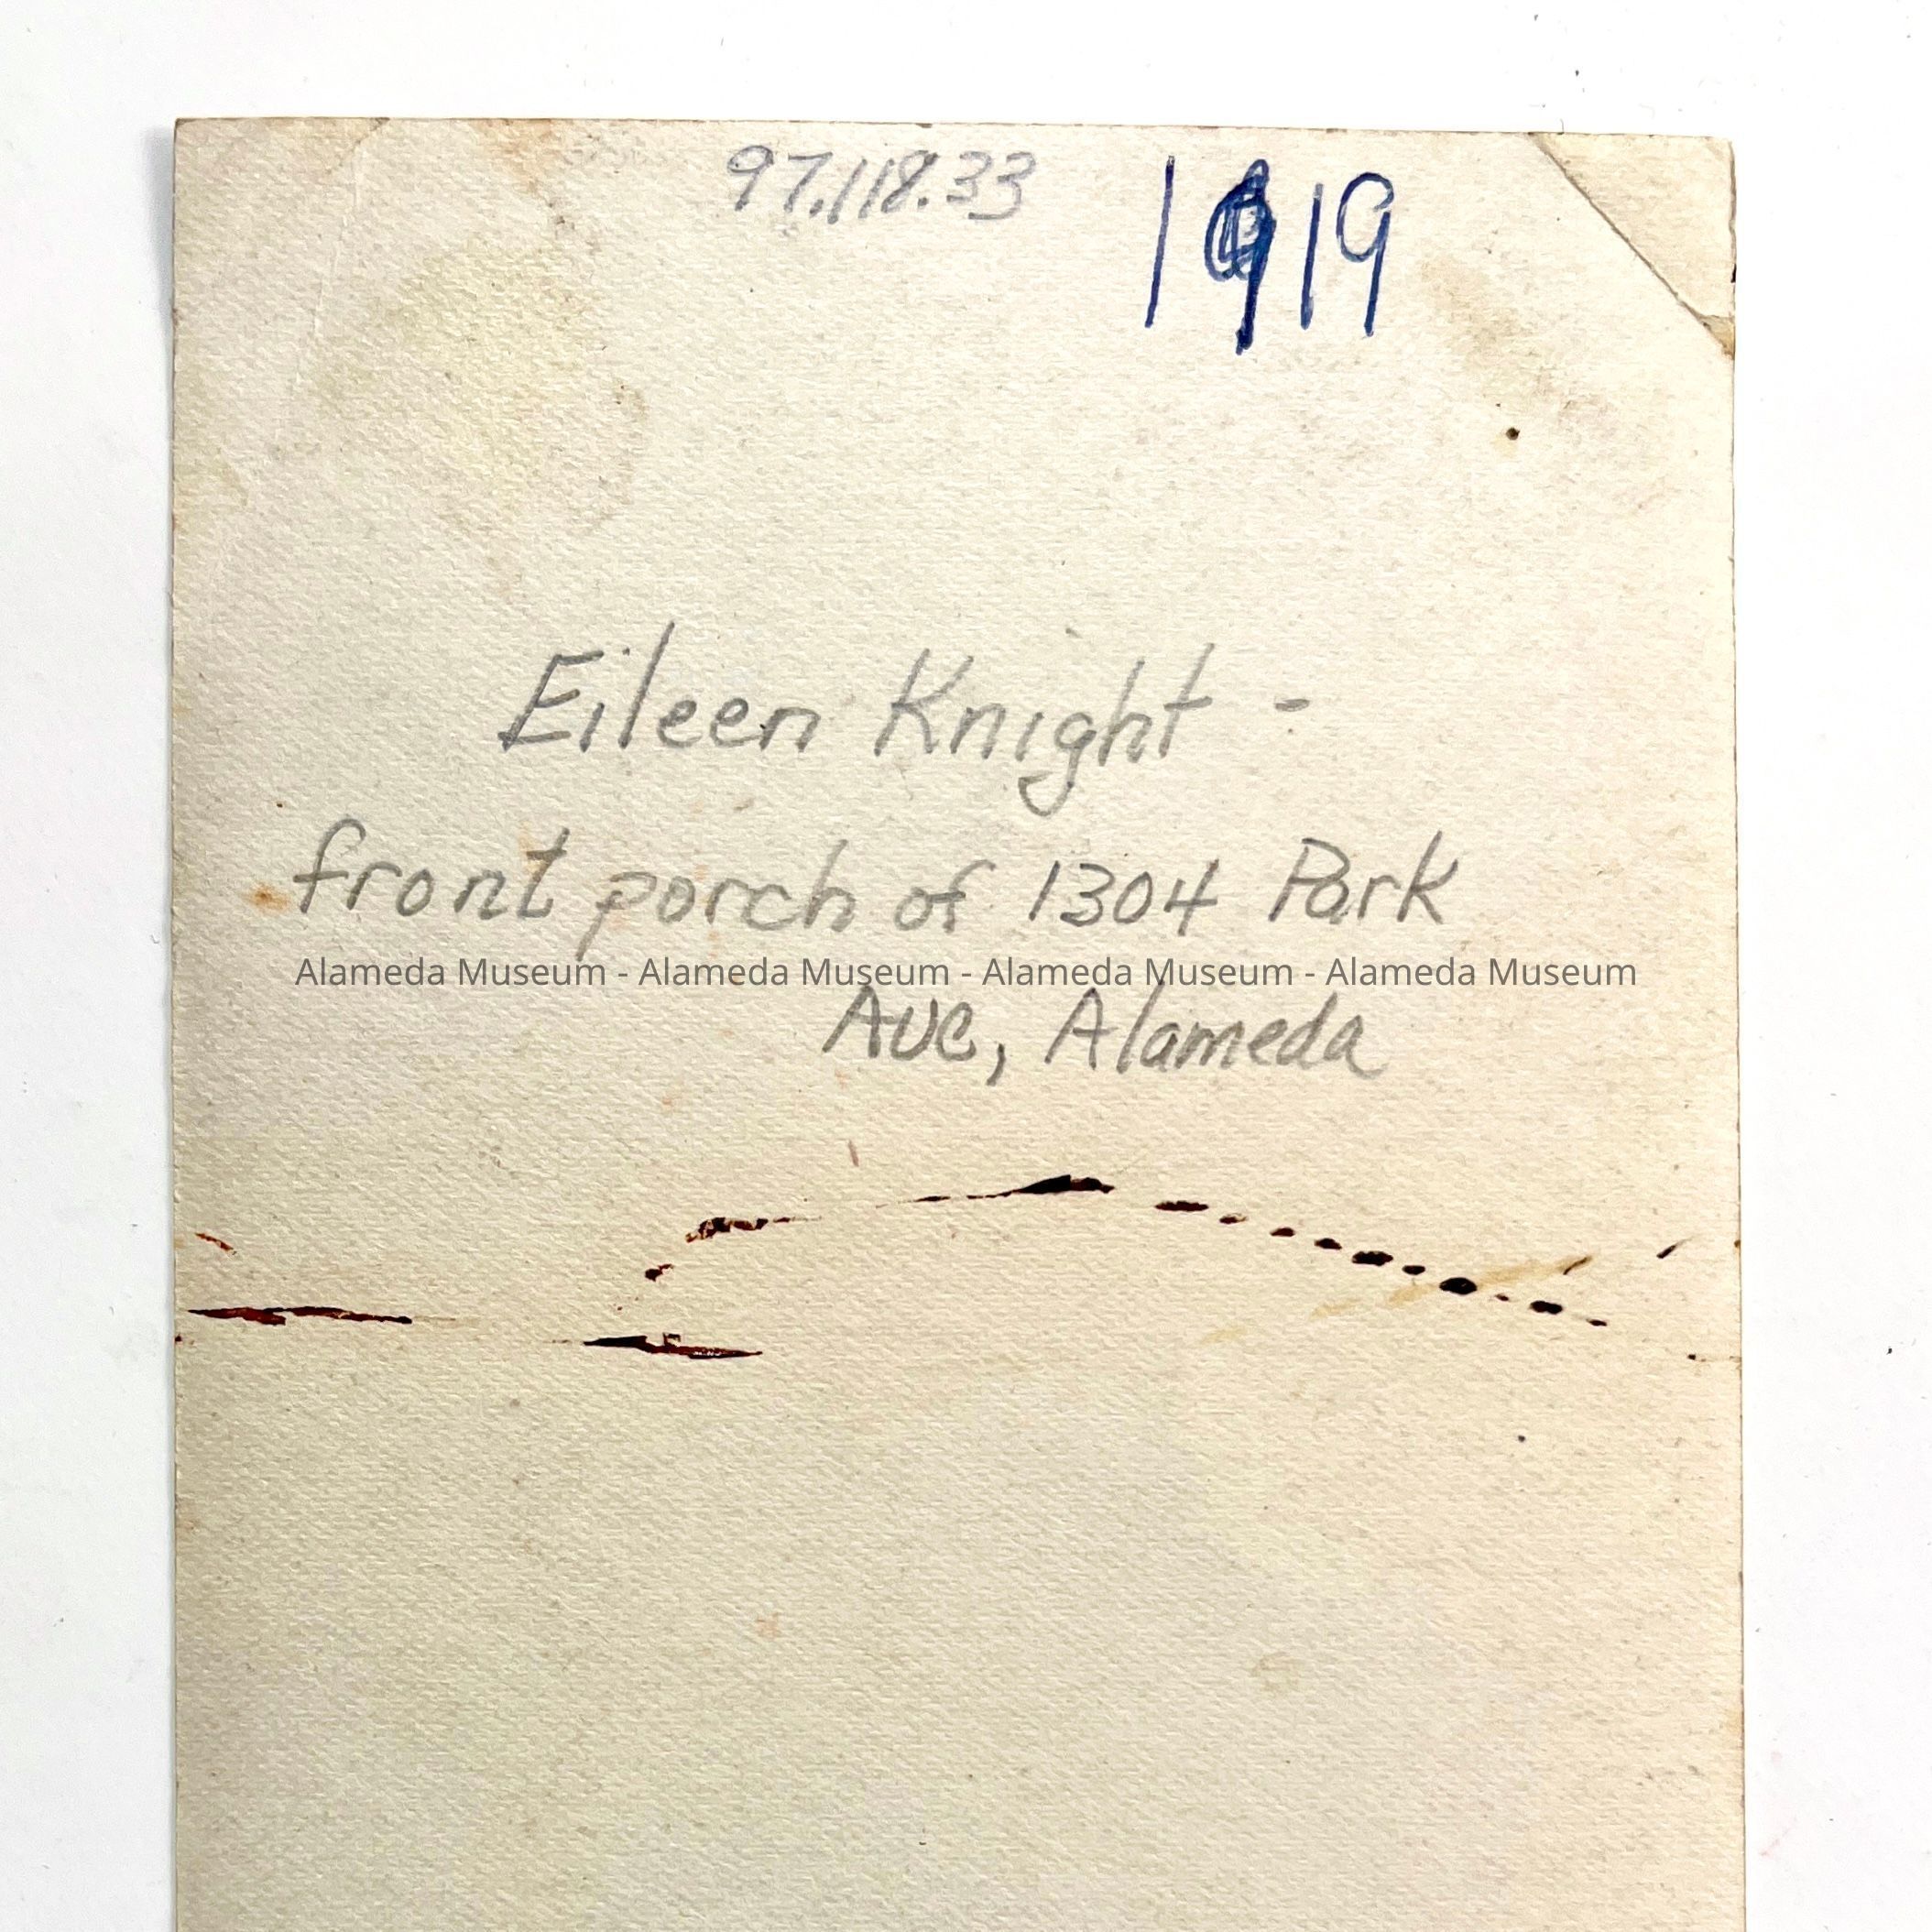 97.118.33
1919
Eileen Knight -
front porch of 1304 Park
Alameda Museum - Alameda Museum - Alameda Museum - Alameda Museum
Ave, Alameda